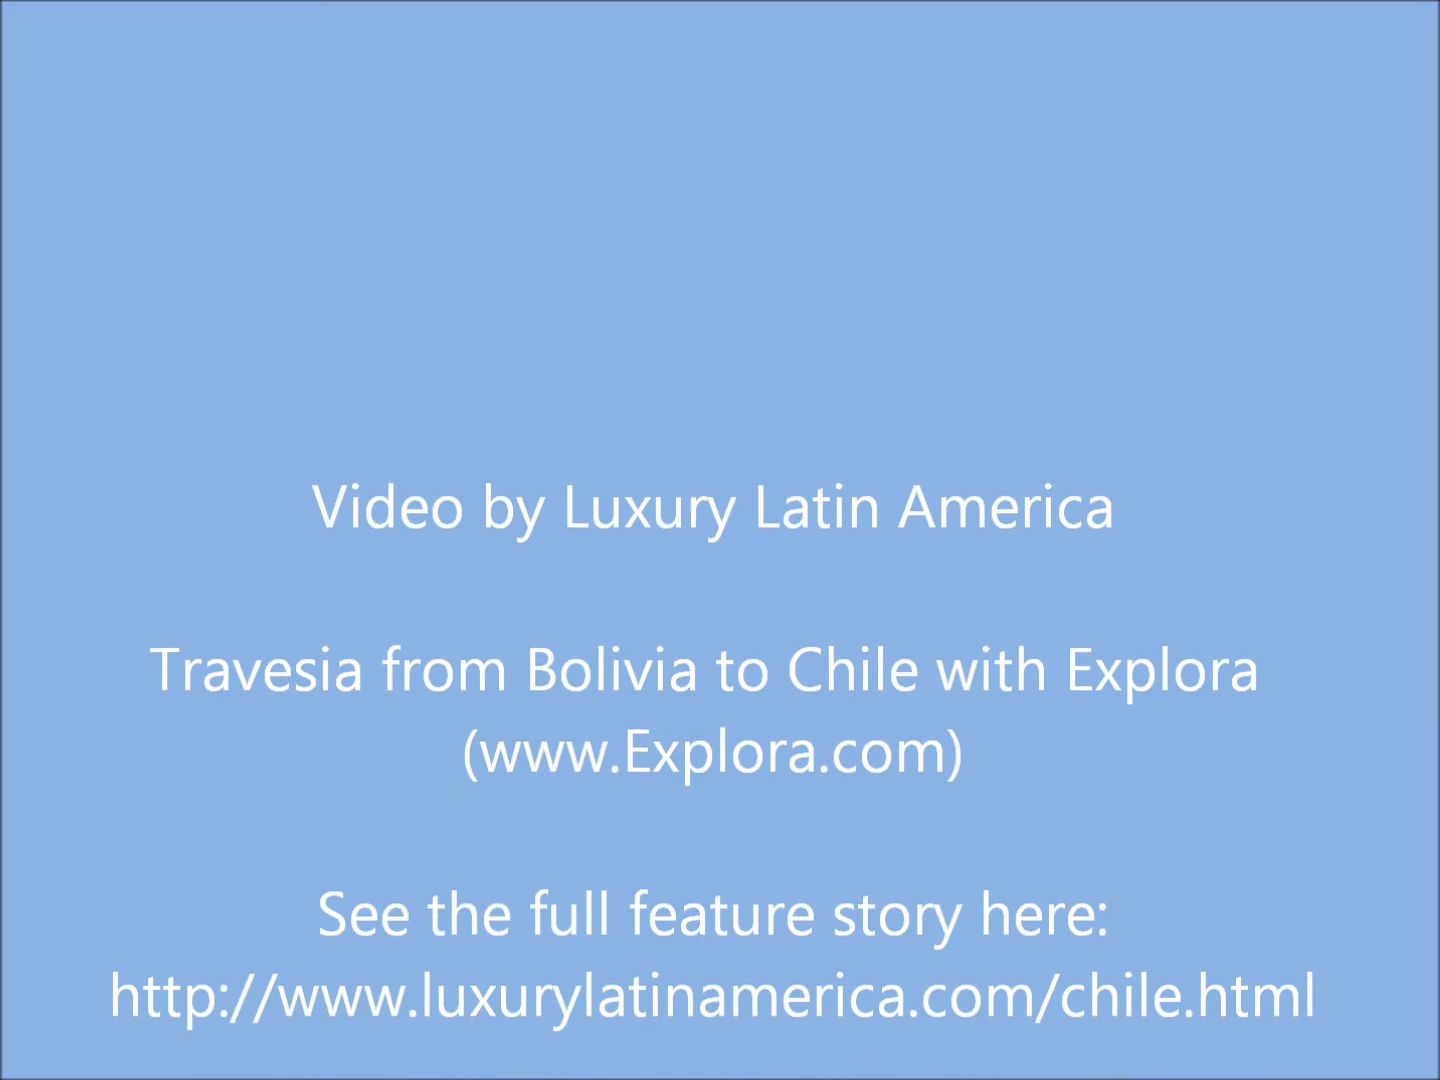 Video by Luxury Latin America
Travesia from Bolivia to Chile with Explora
(www.Explora.com)
See the full feature story here:
http://www.luxurylatinamerica.com/chile.html